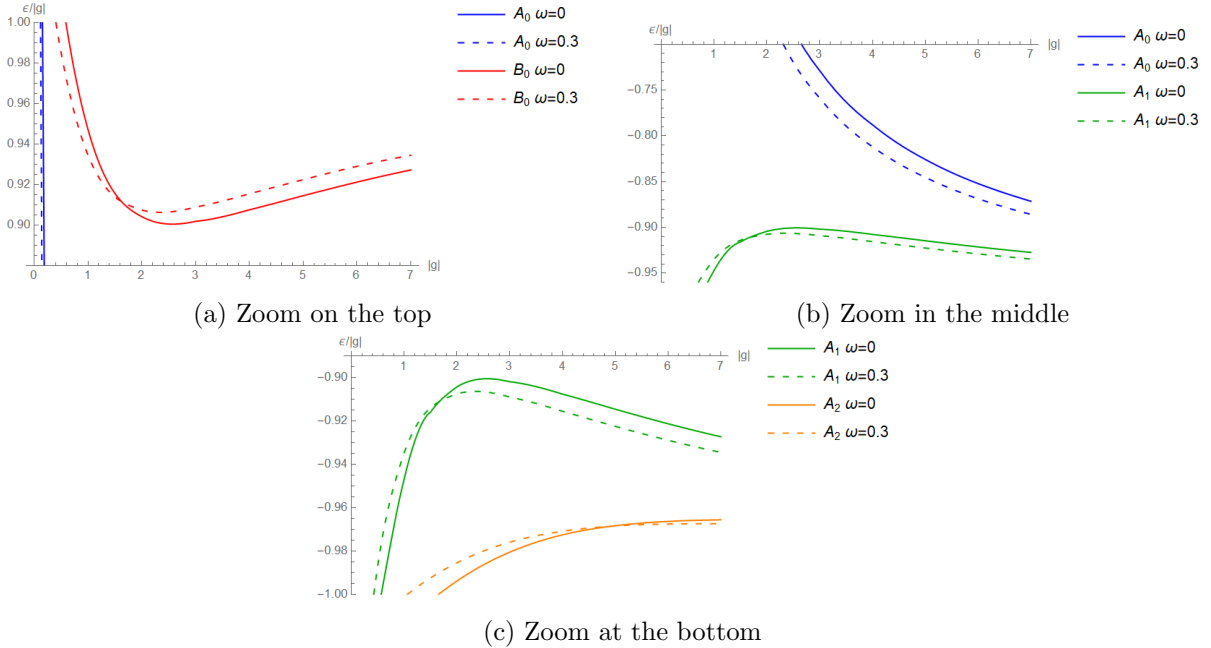 ϵ/|g|
1.00
0.98
0.96
0.94
0.92
0.90
0 1 2 3 4 5 6 7 |g|
A0 ω=0
A0 ω=0.3
B0 ω=0
B0 ω=0.3
(a) Zoom on the top
ϵ/|g|
1 2 3 4 5 6 7 |g|
-0.75
-0.80
-0.85
-0.90
-0.95
A0 ω=0
A0 ω=0.3
A1 ω=0
A1 ω=0.3
(b) Zoom in the middle
ϵ/|g|
1 2 3 4 5 6 7 |g|
-0.90
-0.92
-0.94
-0.96
-0.98
-1.00
A1 ω=0
A1 ω=0.3
A2 ω=0
A2 ω=0.3
(c) Zoom at the bottom